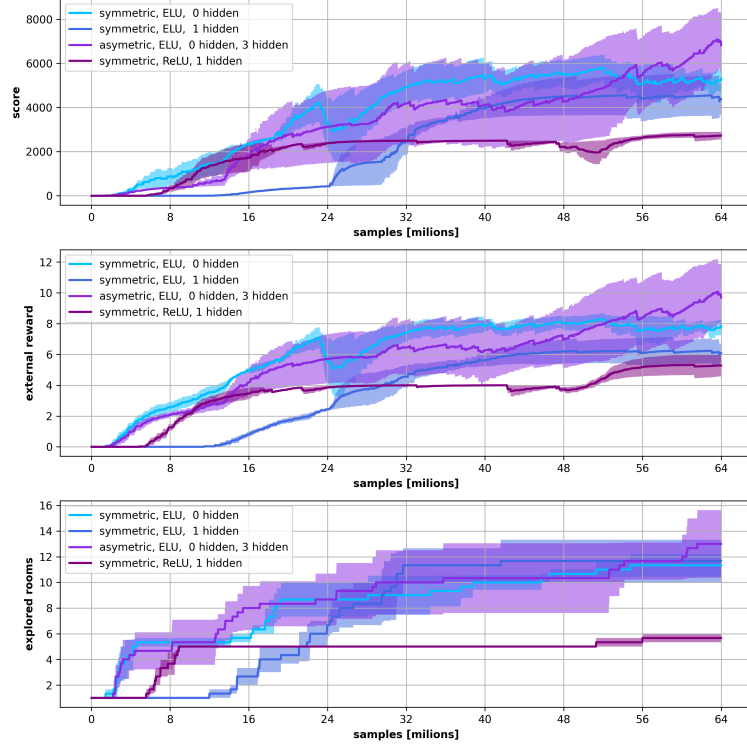 symmetric, ELU, 0 hidden
symmetric, ELU, 1 hidden
asymetric, ELU, 0 hidden, 3 hidden
symmetric, ReLU, 1 hidden
8000
6000
4000
2000
0
score
0 8 16 24 32 40 48 56 64
samples [milions]
symmetric, ELU, 0 hidden
symmetric, ELU, 1 hidden
asymetric, ELU, 0 hidden, 3 hidden
symmetric, ReLU, 1 hidden
12
10
8
6
4
2
0
external reward
0 8 16 24 32 40 48 56 64
samples [milions]
symmetric, ELU, 0 hidden
symmetric, ELU, 1 hidden
asymetric, ELU, 0 hidden, 3 hidden
symmetric, ReLU, 1 hidden
16
14
12
10
8
6
4
2
explored rooms
0 8 16 24 32 40 48 56 64
samples [milions]